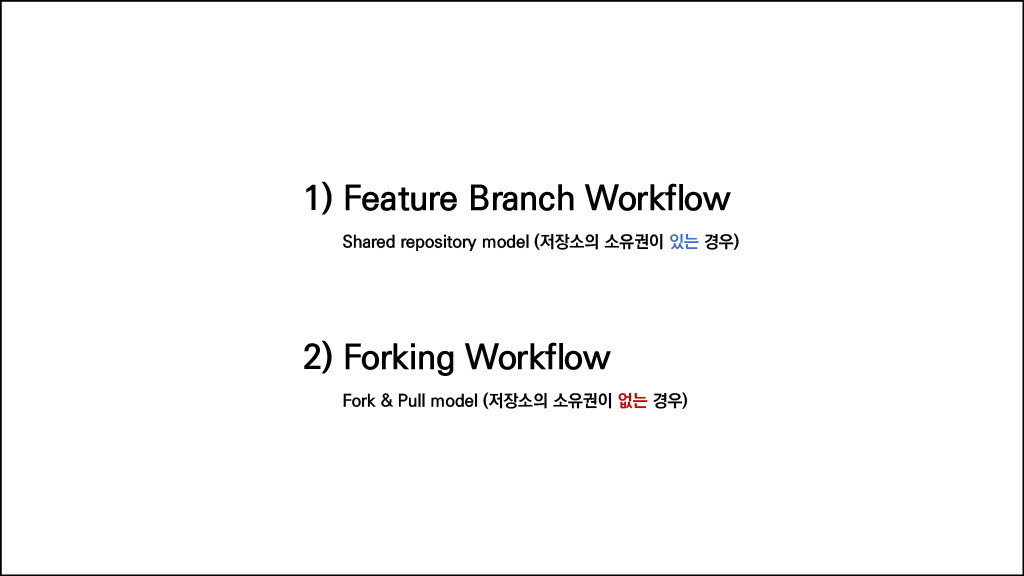 1) Feature Branch Workflow
Shared repository model (저장소의 소유권이 있는 경우)
2) Forking Workflow
Fork & Pull model (저장소의 소유권이 없는 경우)